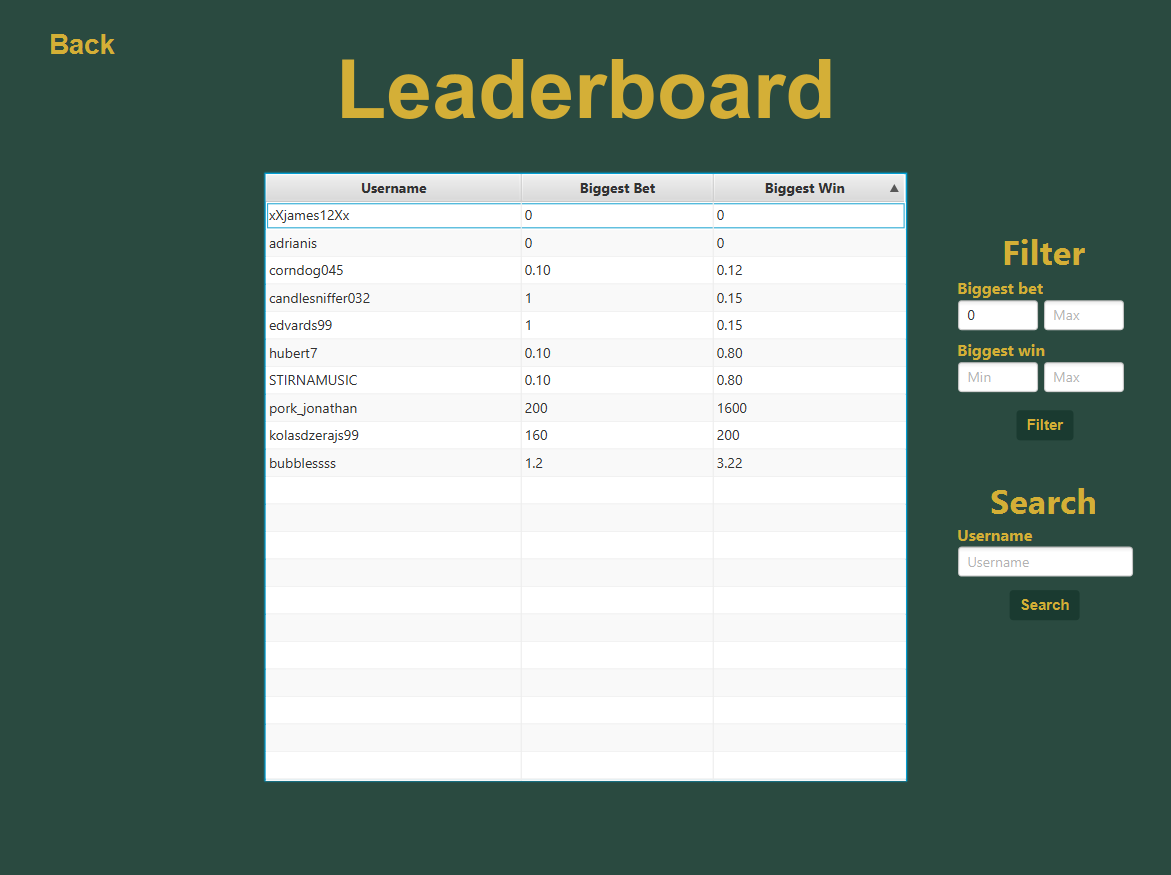 Back
Leaderboard
Username Biggest Bet Biggest Win
xXjames12Xx 0 0
adrianis 0 0
corndog045 0.10 0.12
candlesniffer032 1 0.15
edvards99 1 0.15
hubert7 0.10 0.80
STIRNAMUSIC 0.10 0.80
pork_jonathan 200 1600
kolasdzerajs99 160 200
bubblessss 1.2 3.22
Filter
Biggest bet
0 Max
Biggest win
Min Max
Filter
Search
Username
Username
Search